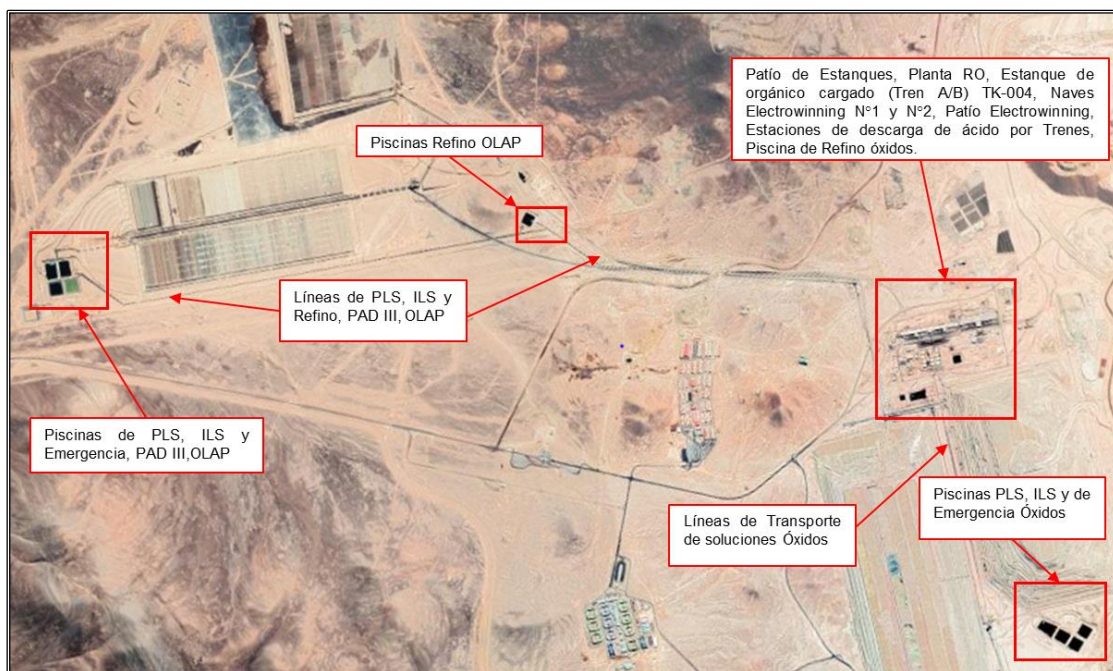 Patío de Estanques, Planta RO, Estanque de
orgánico cargado (Tren A/B) TK-004, Naves
Electrowinning N°1 y N°2, Patío Electrowinning,
Estaciones de descarga de ácido por Trenes,
Piscina de Refino óxidos.
Piscinas Refino OLAP
Líneas de PLS, ILS y
Refino, PAD III, OLAP
Piscinas de PLS, ILS y
Emergencia, PAD III,OLAP
Líneas de Transporte
de soluciones Óxidos
Piscinas PLS, ILS y de
Emergencia Óxidos